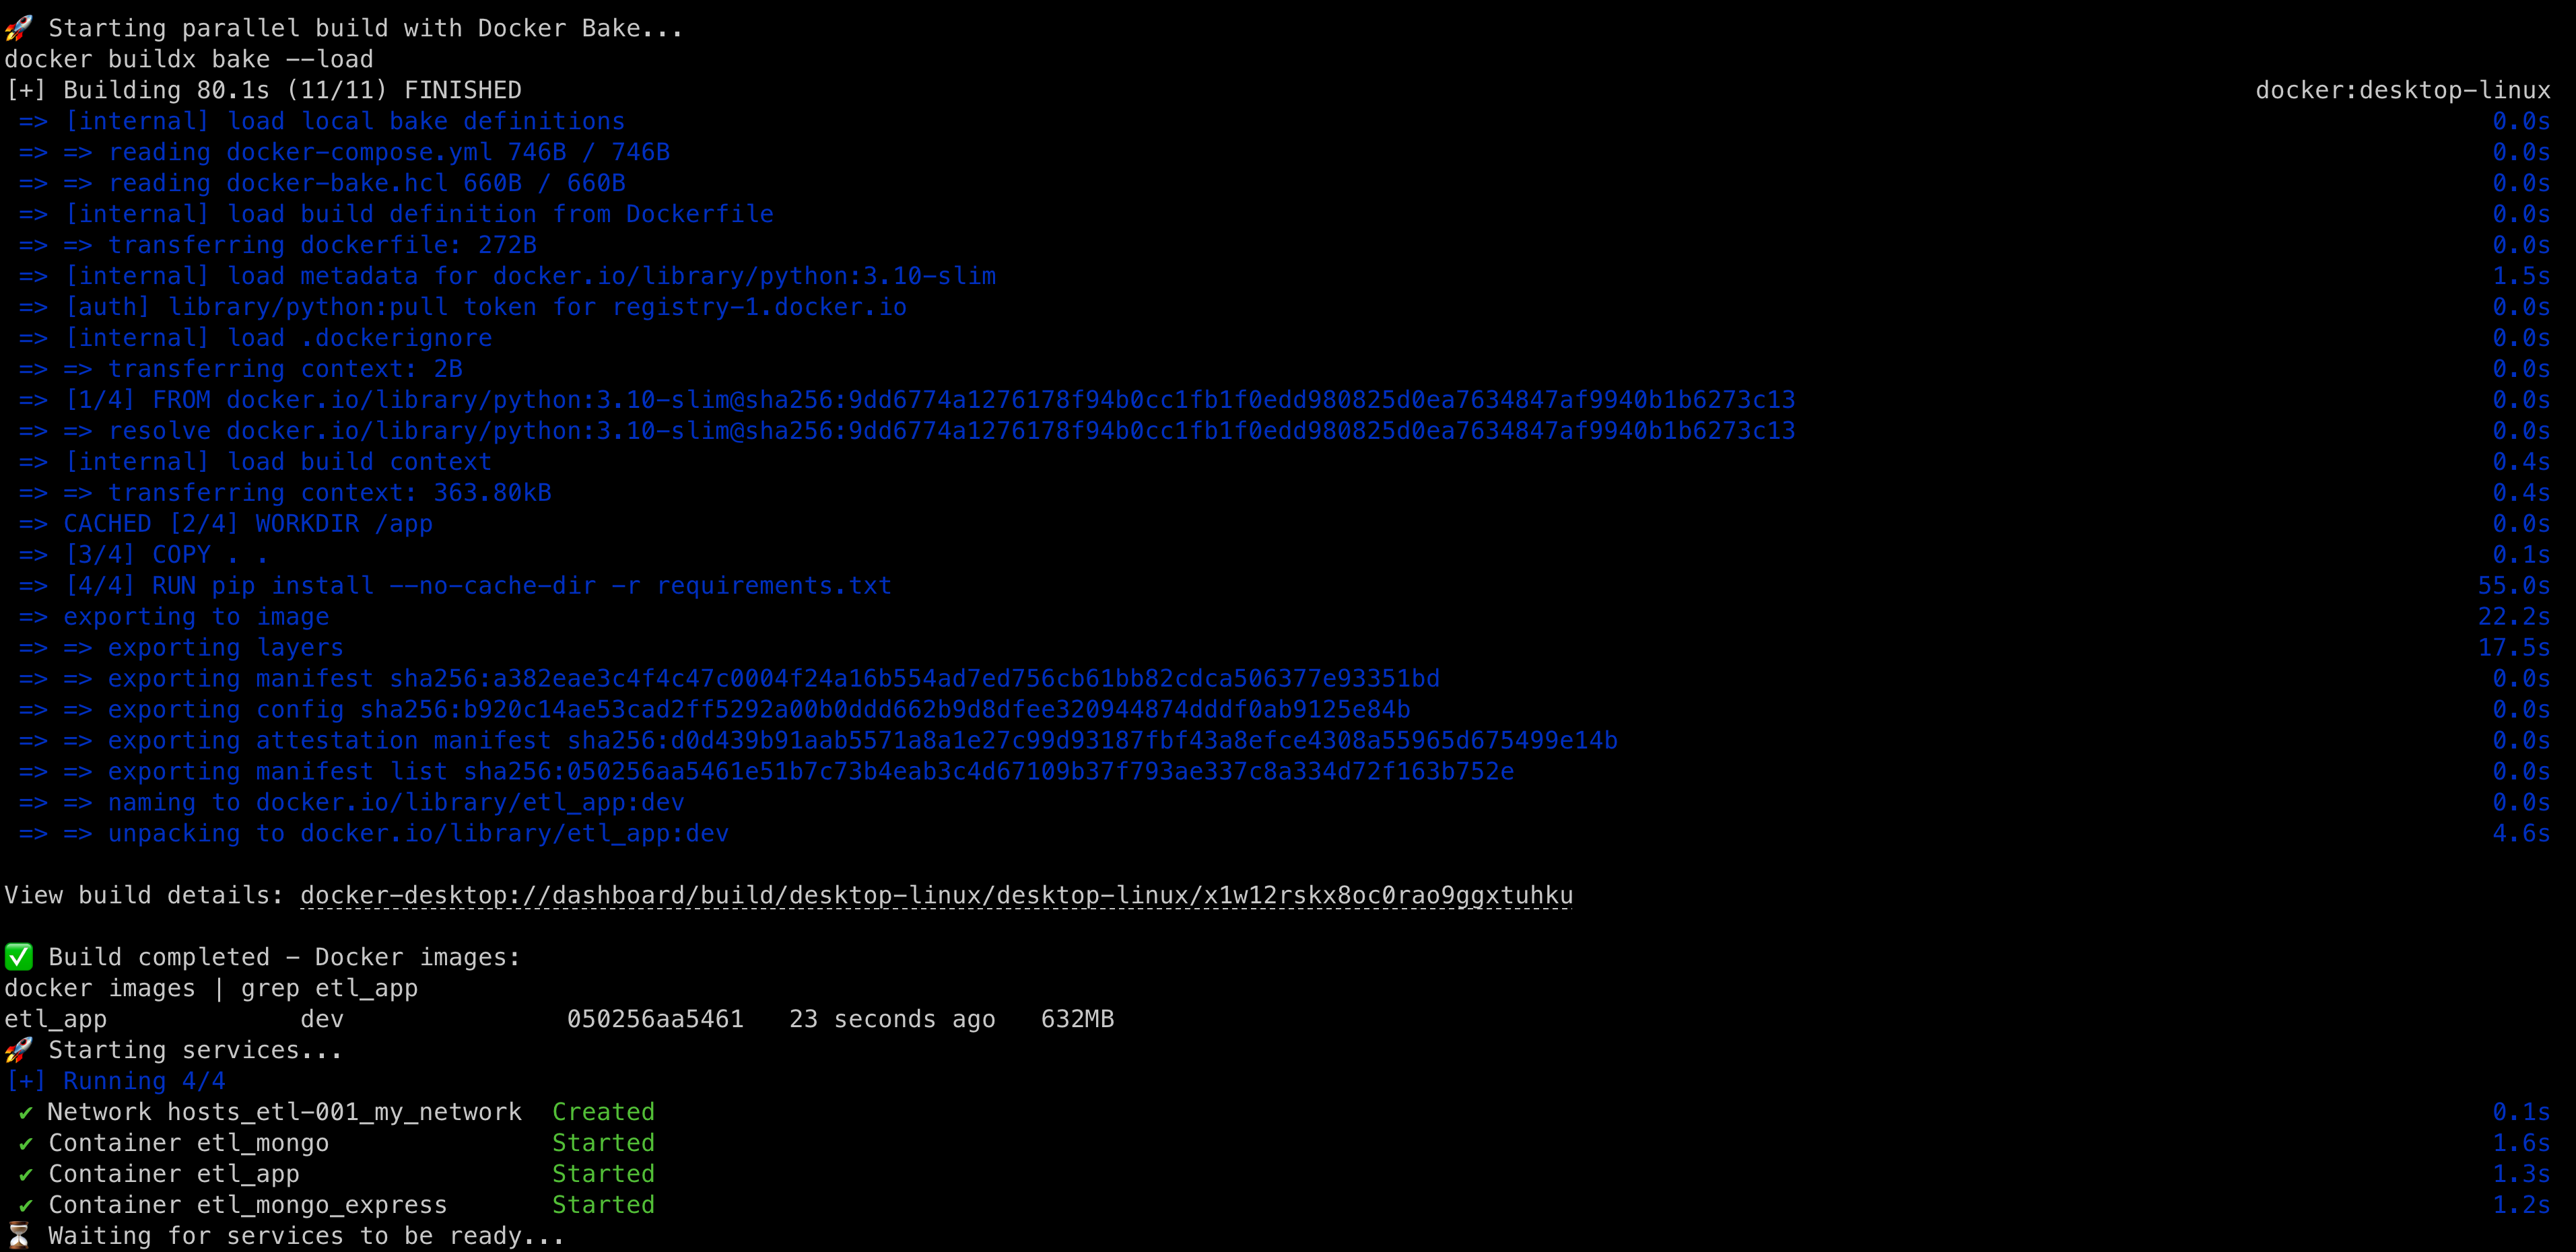 🚀 Starting parallel build with Docker Bake...
docker buildx bake --load
[+] Building 80.1s (11/11) FINISHED docker:desktop-linux
=> [internal] load local bake definitions 0.0s
=> => reading docker-compose.yml 746B / 746B 0.0s
=> => reading docker-bake.hcl 660B / 660B 0.0s
=> [internal] load build definition from Dockerfile 0.0s
=> => transferring dockerfile: 272B 0.0s
=> [internal] load metadata for docker.io/library/python:3.10-slim 1.5s
=> [auth] library/python:pull token for registry-1.docker.io 0.0s
=> [internal] load .dockerignore 0.0s
=> => transferring context: 2B 0.0s
=> [1/4] FROM docker.io/library/python:3.10-slim@sha256:9dd6774a1276178f94b0cc1fb1f0edd980825d0ea7634847af9940b1b6273c13 0.0s
=> => resolve docker.io/library/python:3.10-slim@sha256:9dd6774a1276178f94b0cc1fb1f0edd980825d0ea7634847af9940b1b6273c13 0.0s
=> [internal] load build context 0.4s
=> => transferring context: 363.80kB 0.4s
=> CACHED [2/4] WORKDIR /app 0.0s
=> [3/4] COPY . . 0.1s
=> [4/4] RUN pip install --no-cache-dir -r requirements.txt 55.0s
=> exporting to image 22.2s
=> => exporting layers 17.5s
=> => exporting manifest sha256:a382eae3c4f4c47c0004f24a16b554ad7ed756cb61bb82cdca506377e93351bd 0.0s
=> => exporting config sha256:b920c14ae53cad2ff5292a00b0ddd662b9d8dfee320944874dddf0ab9125e84b 0.0s
=> => exporting attestation manifest sha256:d0d439b91aab5571a8a1e27c99d93187fbf43a8efce4308a55965d675499e14b 0.0s
=> => exporting manifest list sha256:050256aa5461e51b7c73b4eab3c4d67109b37f793ae337c8a334d72f163b752e 0.0s
=> => naming to docker.io/library/etl_app:dev 0.0s
=> => unpacking to docker.io/library/etl_app:dev 4.6s
View build details: docker-desktop://dashboard/build/desktop-linux/desktop-linux/x1w12rskx8oc0rao9ggxtuhku
✅ Build completed - Docker images:
docker images | grep etl_app
etl_app dev 050256aa5461 23 seconds ago 632MB
🚀 Starting services...
[+] Running 4/4
✔ Network hosts_etl-001_my_network Created 0.1s
✔ Container etl_mongo Started 1.6s
✔ Container etl_app Started 1.3s
✔ Container etl_mongo_express Started 1.2s
⏳ Waiting for services to be ready...